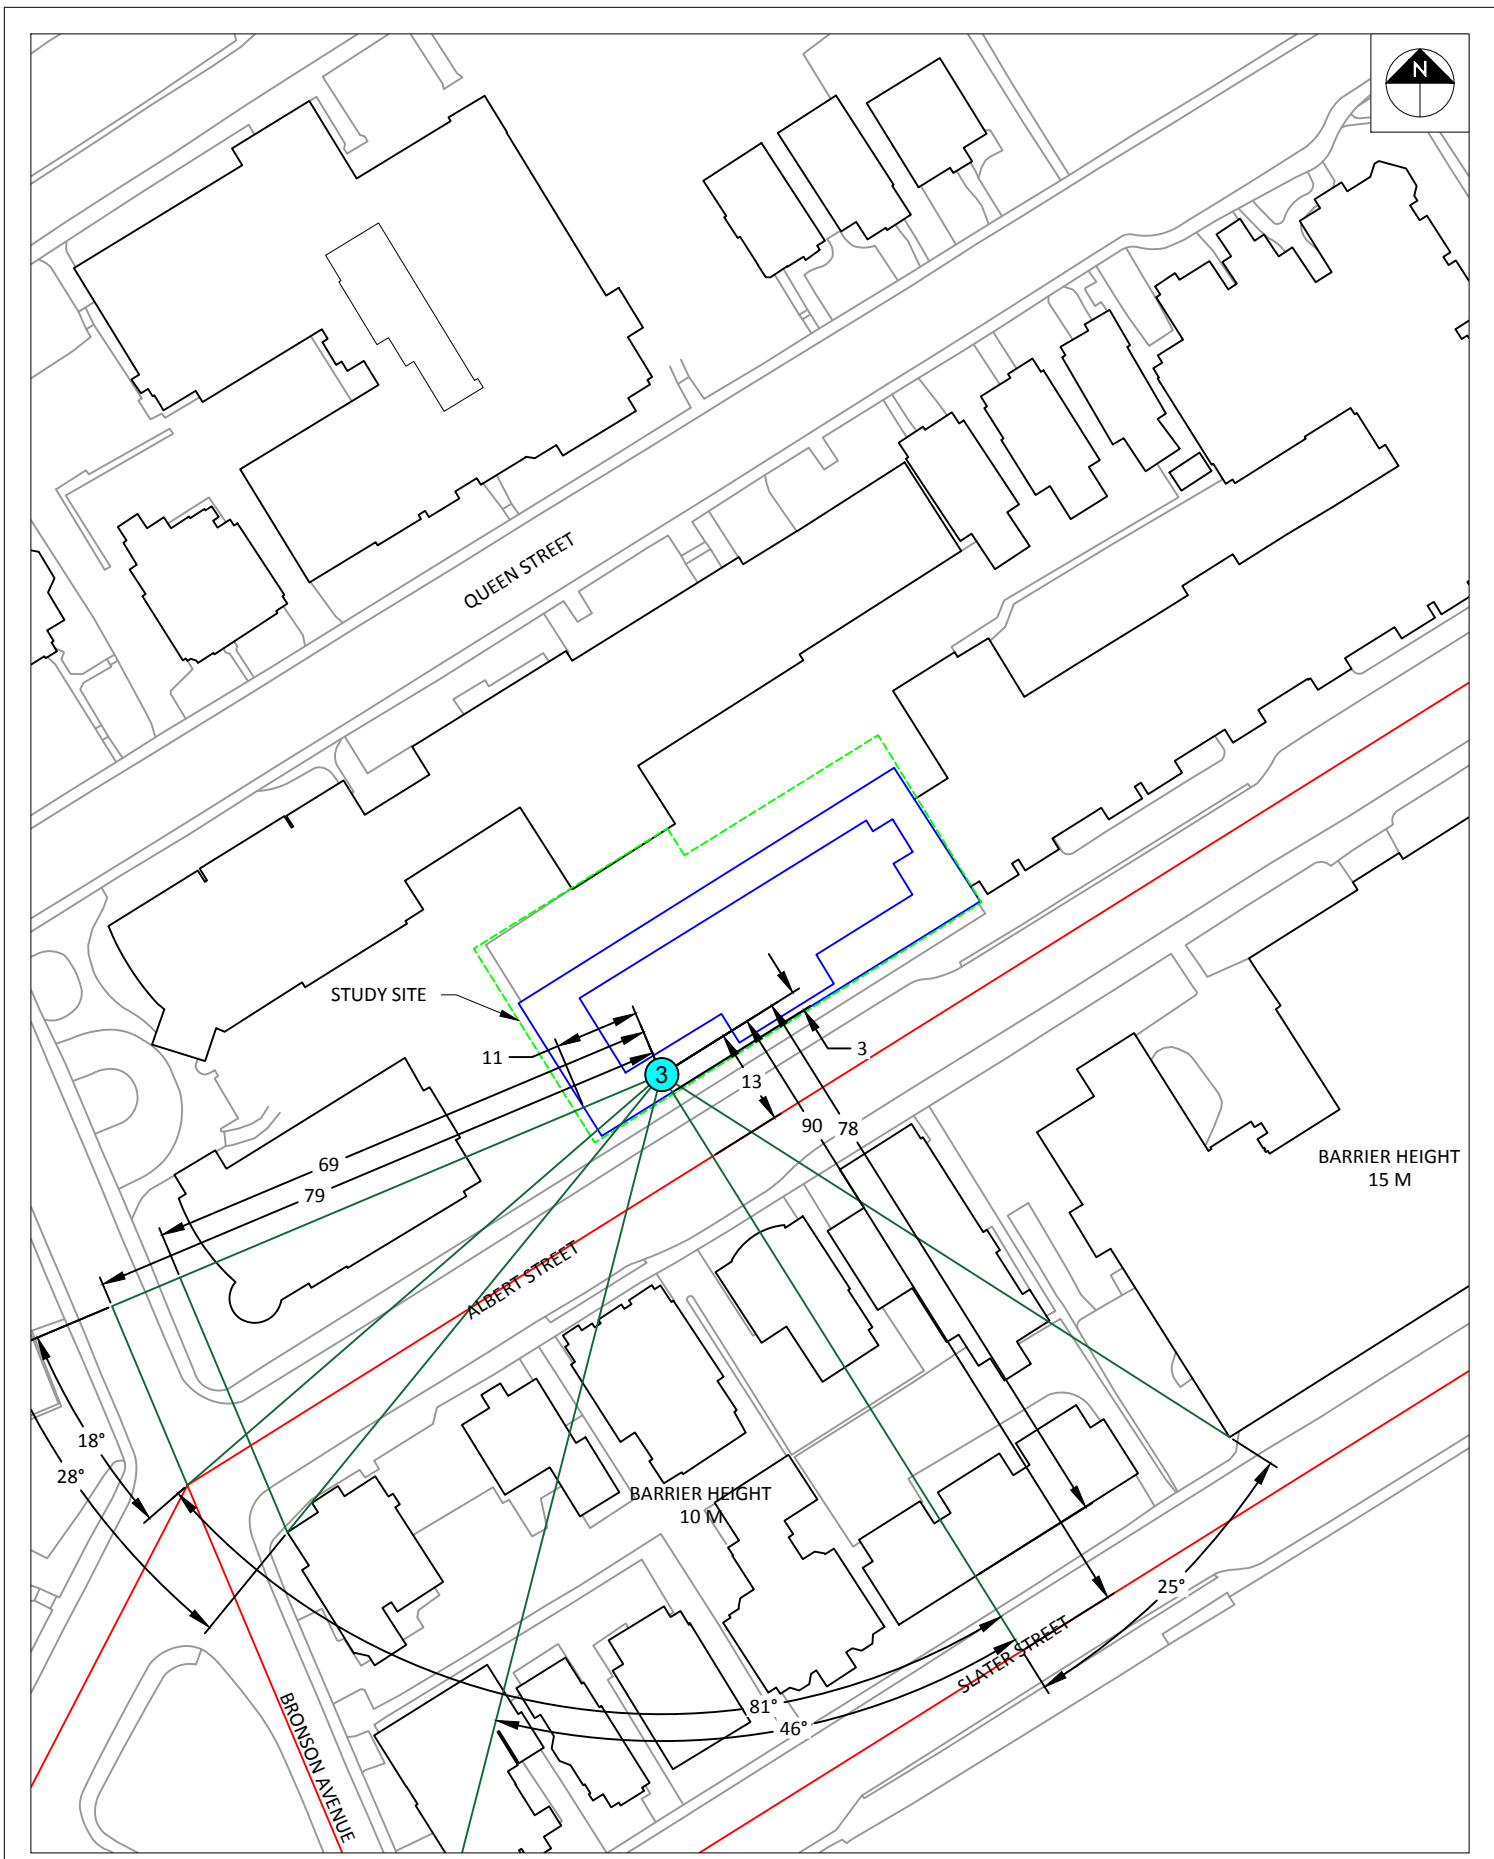 N
QUEEN STREET
STUDY SITE
11
3
3
13
90
78
69
79
BARRIER HEIGHT
15 M
ALBERT STREET
18°
28°
BARRIER HEIGHT
10 M
25°
SLATER STREET
81°
46°
BRONSON AVENUE